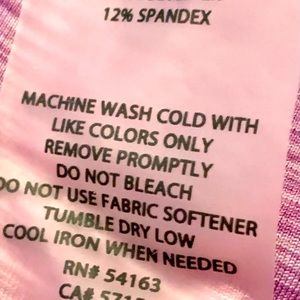 12% SPANDEX
MACHINE WASH COLD WITH
LIKE COLORS ONLY
REMOVE PROMPTLY
DO NOT BLEACH
DO NOT USE FABRIC SOFTENER
TUMBLE DRY LOW
COOL IRON WHEN NEEDED
RN# 54163
CA#